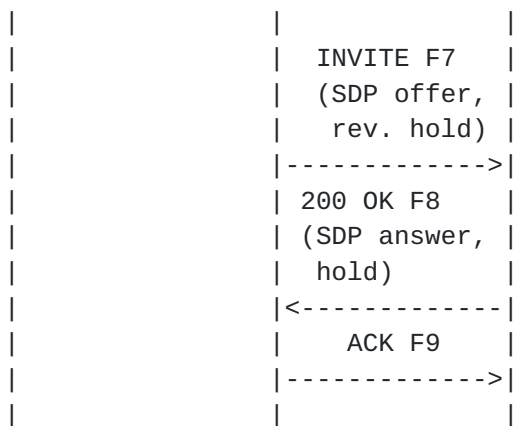 |                |              |
|                |  INVITE F7   |
|                |  (SDP offer, |
|                |   rev. hold) |
|                |------------->|
|                | 200 OK F8    |
|                | (SDP answer, |
|                |  hold)       |
|                |<-------------|
|                |    ACK F9    |
|                |------------->|
|                |              |